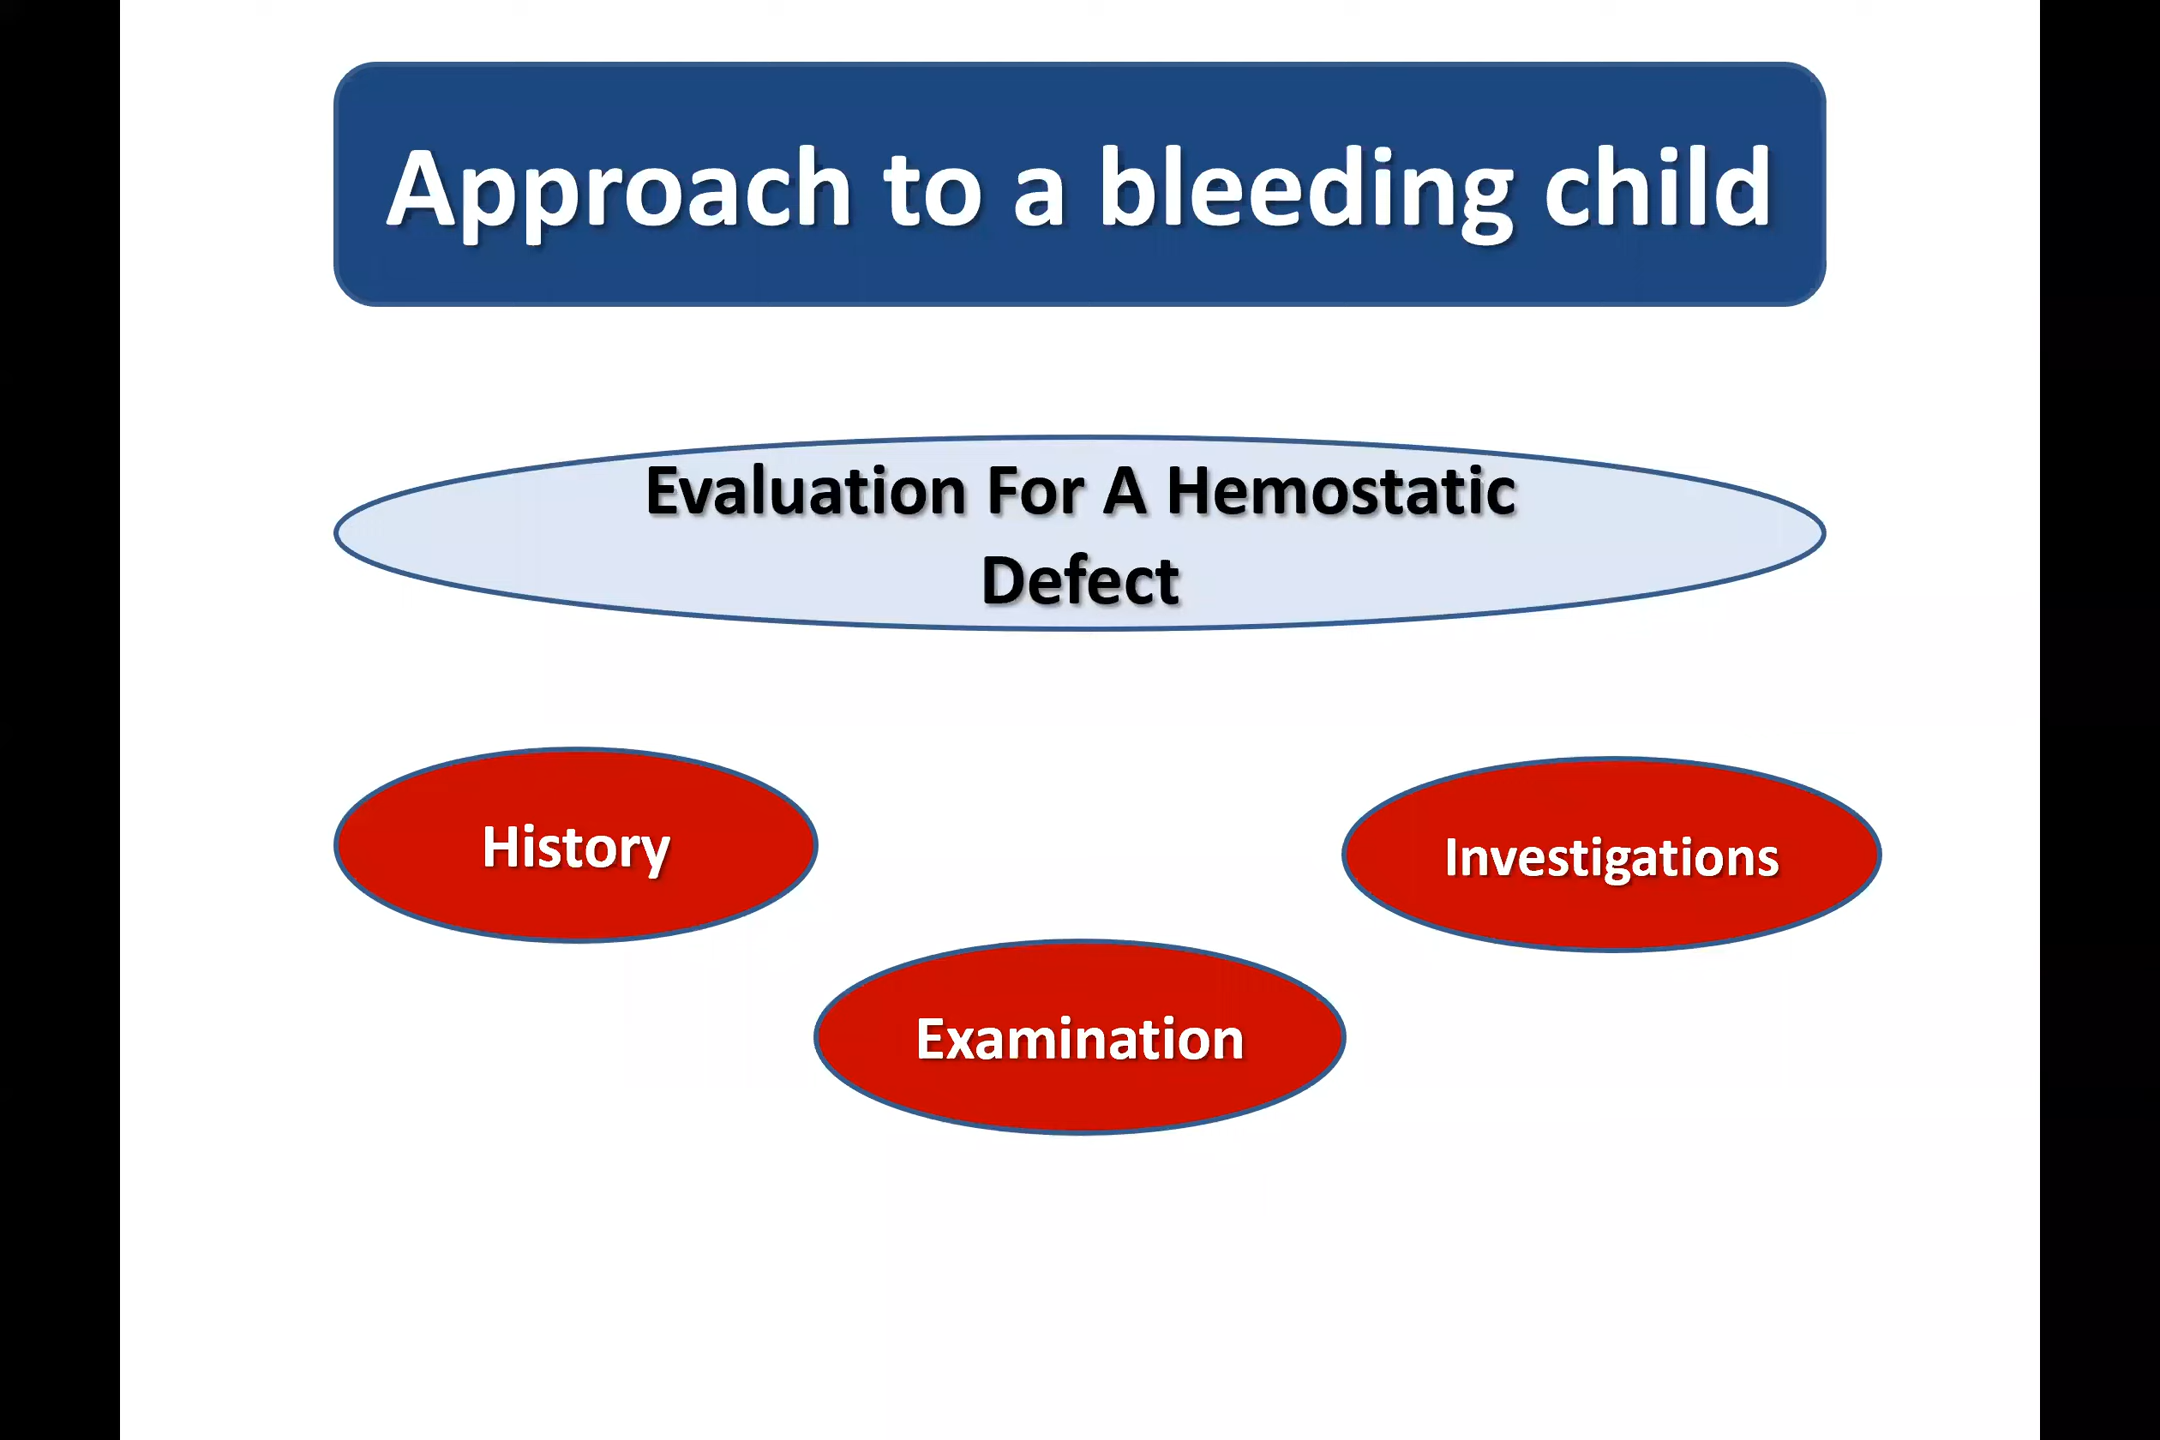 Approach to a bleeding child
Evaluation For A Hemostatic
Defect
History
Investigations
Examination